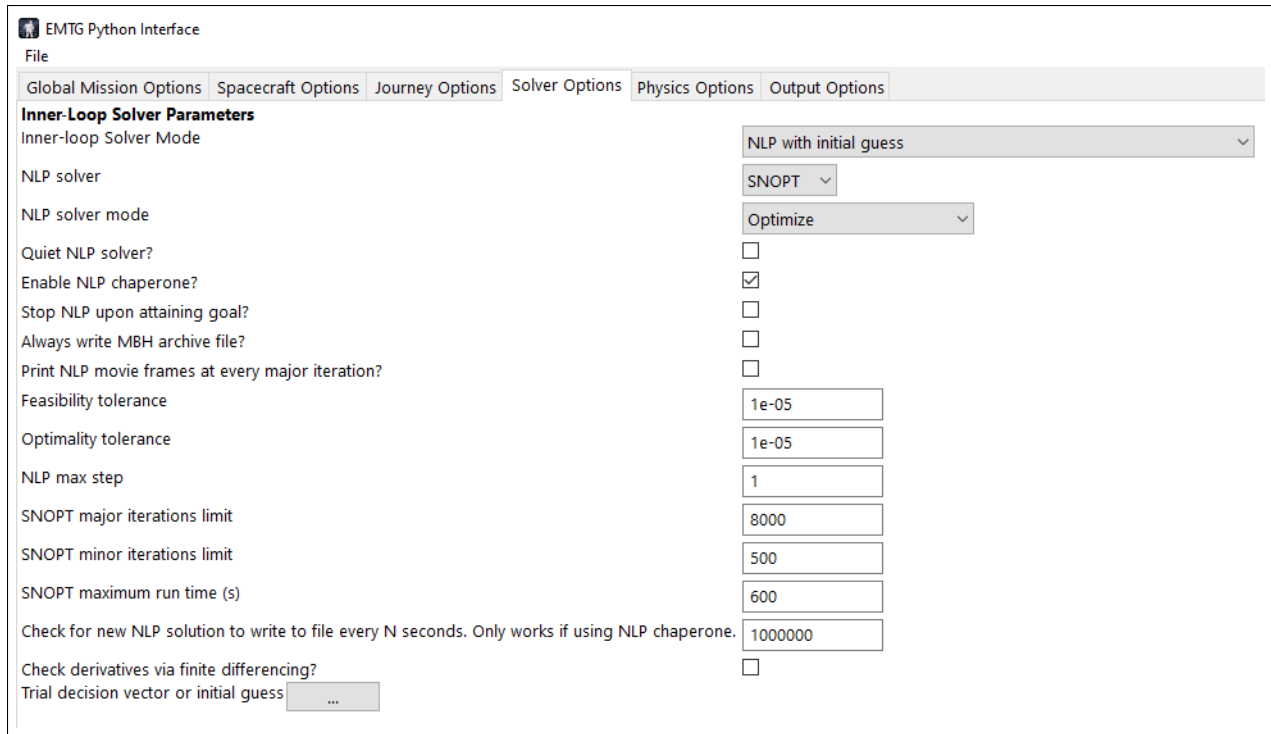 EMTG Python Interface
File
Global Mission Options Spacecraft Options Journey Options Solver Options Physics Options Output Options
Inner-Loop Solver Parameters
Inner-loop Solver Mode NLP with initial guess
NLP solver SNOPT
NLP solver mode Optimize
Quiet NLP solver?
Enable NLP chaperone?
Stop NLP upon attaining goal?
Always write MBH archive file?
Print NLP movie frames at every major iteration?
Feasibility tolerance 1e-05
Optimality tolerance 1e-05
NLP max step 1
SNOPT major iterations limit 8000
SNOPT minor iterations limit 500
SNOPT maximum run time (s) 600
Check for new NLP solution to write to file every N seconds. Only works if using NLP chaperone. 1000000
Check derivatives via finite differencing?
Trial decision vector or initial guess ...